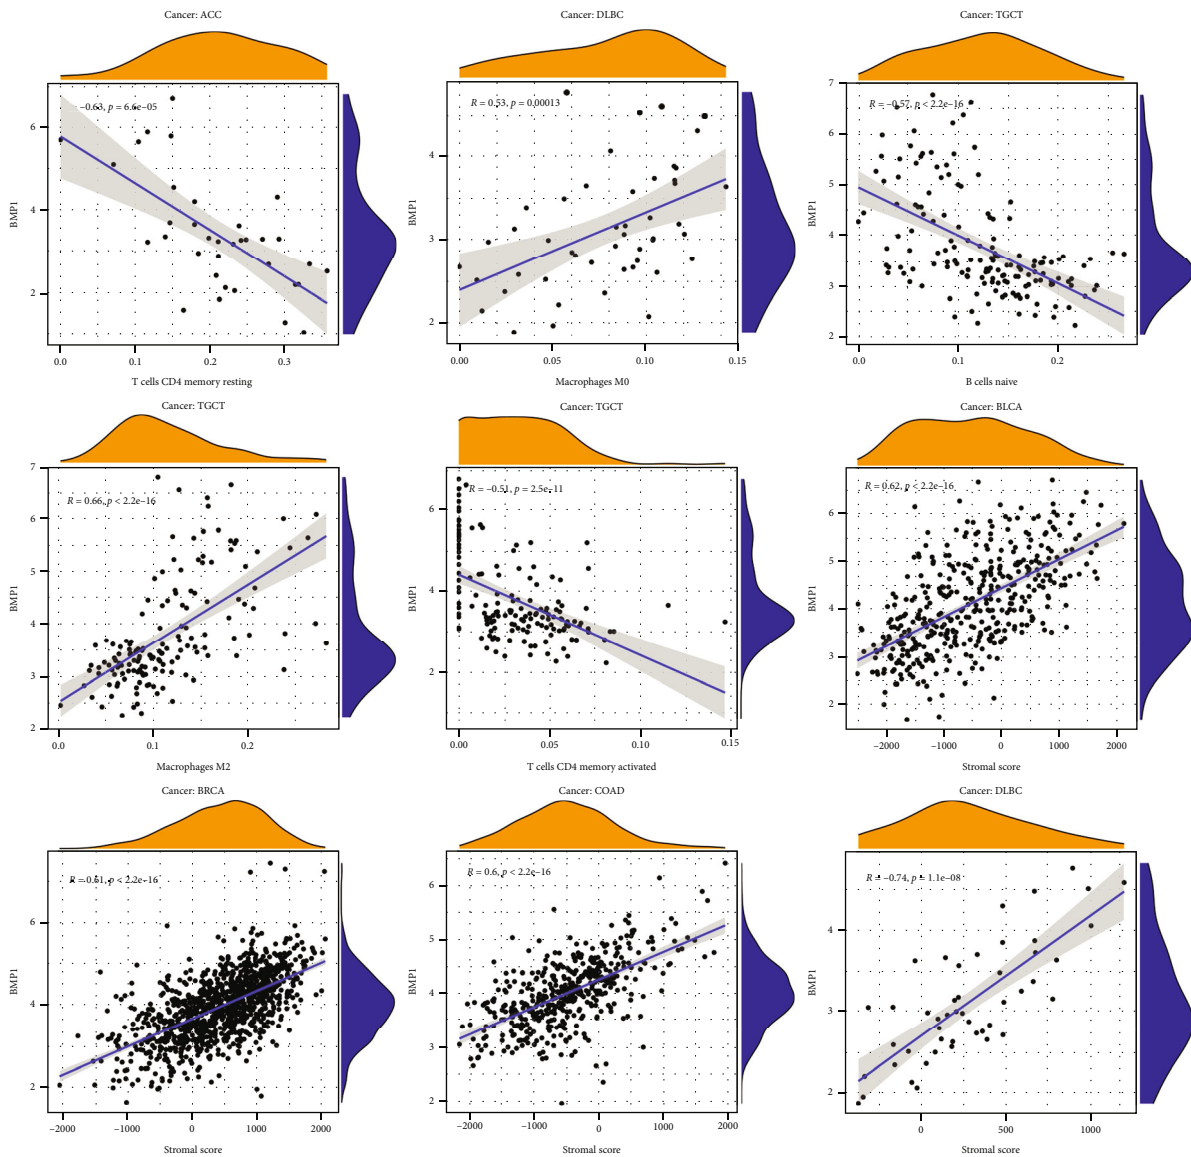 Cancer: ACC
−0.63, p = 6.6e−05
BMP1
6
4
2
0.0 0.1 0.2 0.3
T cells CD4 memory resting
Cancer: DLBC
R = 0.53, p = 0.00013
BMP1
4
3
2
0.00 0.05 0.10 0.15
Macrophages M0
Cancer: TGCT
R = −0.57, p < 2.2e−16
BMP1
7
6
5
4
3
2
0.0 0.1 0.2
B cells naive
Cancer: TGCT
R = 0.66, p < 2.2e−16
BMP1
7
6
5
4
3
2
0.0 0.1 0.2
Macrophages M2
Cancer: TGCT
R = −0.51, p = 2.5e−11
BMP1
6
4
2
0.00 0.05 0.10 0.15
T cells CD4 memory activated
Cancer: BLCA
R = 0.62, p < 2.2e−16
BMP1
6
5
4
3
2
−2000 −1000 0 1000 2000
Stromal score
Cancer: BRCA
R = 0.61, p < 2.2e−16
BMP1
6
4
2
−2000 −1000 0 1000 2000
Stromal score
Cancer: COAD
R = 0.6, p < 2.2e−16
BMP1
6
5
4
3
2
−2000 −1000 0 1000
Stromal score
Cancer: DLBC
R = −0.74, p = 1.1e−08
BMP1
4
3
2
0 500 1000
Stromal score